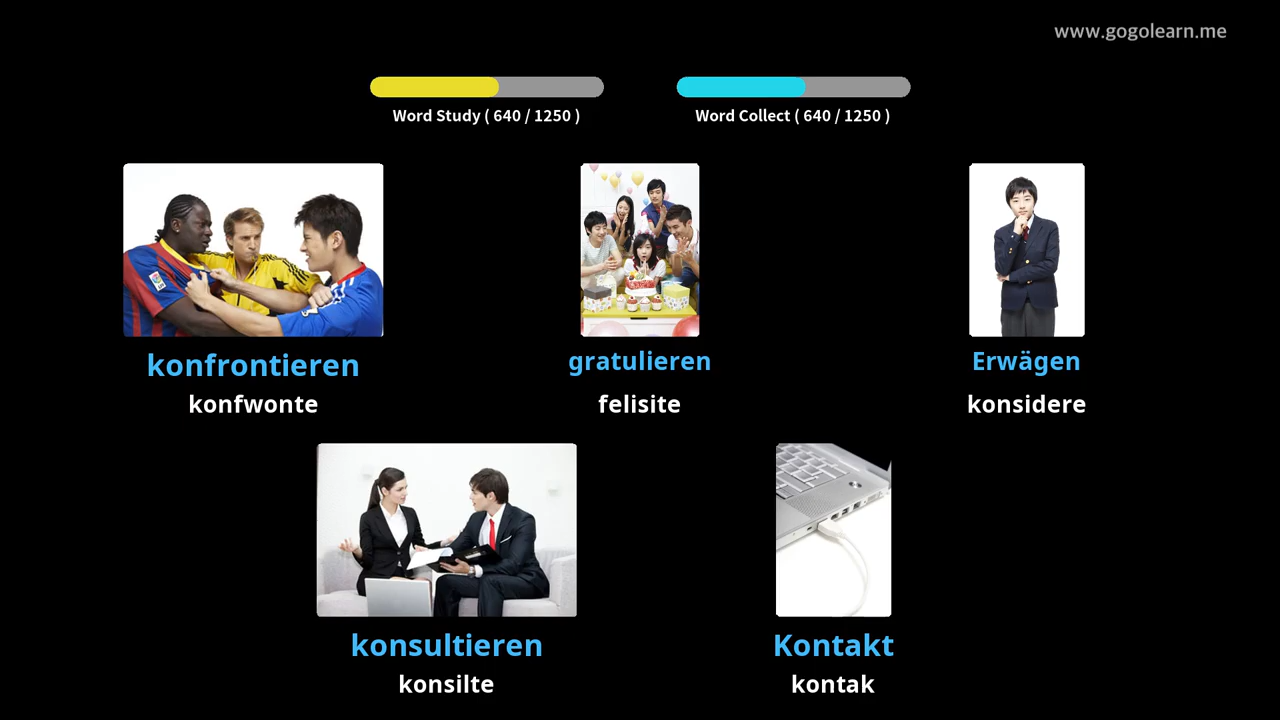 www.gogolearn.me
Word Study ( 640 / 1250 )
Word Collect ( 640 / 1250 )
konfrontieren
konfwonte
gratulieren
felisite
Erwägen
konsidere
konsultieren
konsilte
Kontakt
kontak